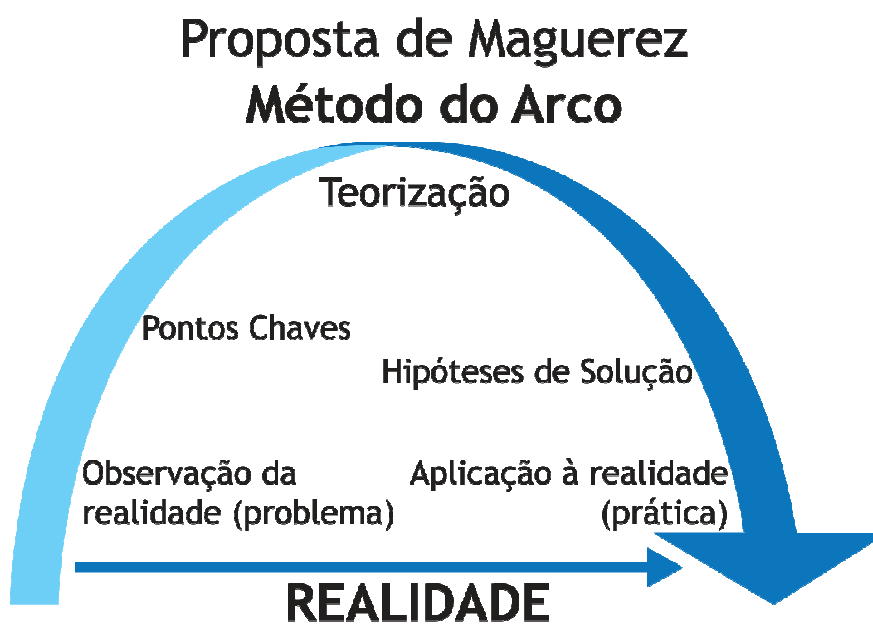 Proposta de Maguerez
Método do Arco
Teorização
Pontos Chaves
Hipóteses de Solução
Observação da
realidade (problema)
Aplicação à realidade
(prática)
REALIDADE